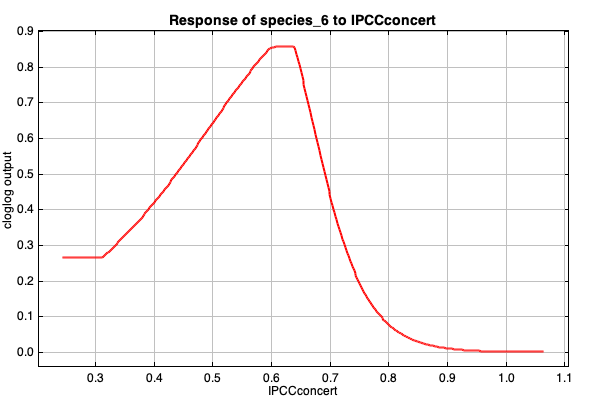 Response of species_6 to IPCCconcert
cloglog output
0.9
0.8
0.7
0.6
0.5
0.4
0.3
0.2
0.1
0.0
0.3 0.4 0.5 0.6 0.7 0.8 0.9 1.0 1.1
IPCCconcert